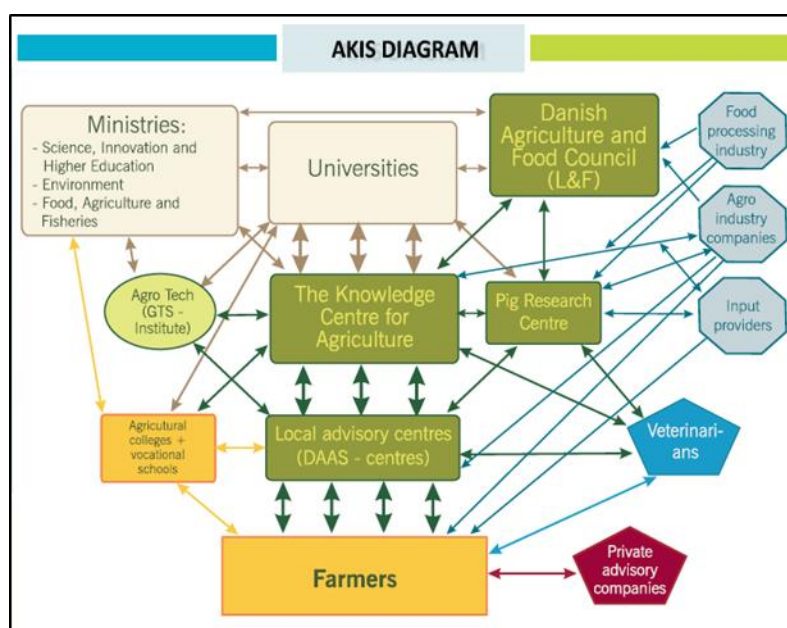 AKIS DIAGRAM
Ministries:
- Science, Innovation and
Higher Education
- Environment
- Food, Agriculture and
Fisheries
Universities
Danish
Agriculture and
Food Council
(L&F)
Food
processing
industry
Agro
industry
companies
Input
providers
Agro Tech
(GTS -
Institute)
The Knowledge
Centre for
Agriculture
Pig Research
Centre
Agricutural
colleges +
vocational
schools
Local advisory centres
(DAAS - centres)
Veterinari-
ans
Farmers
Private
advisory
companies